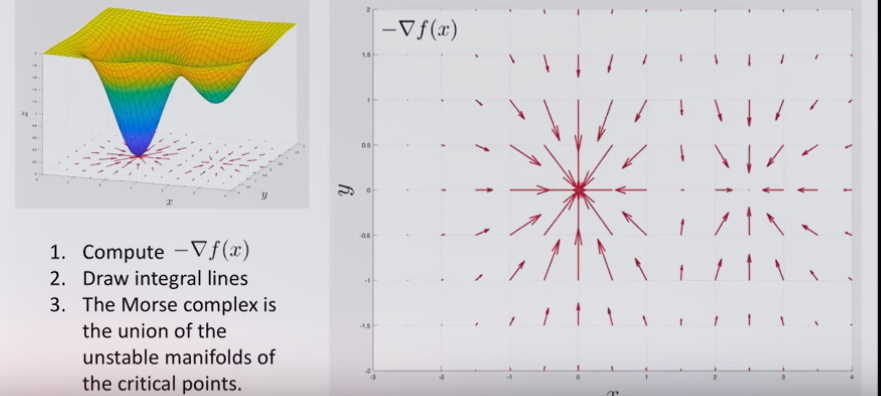 z
x
y
1. Compute −∇f(x)
2. Draw integral lines
3. The Morse complex is
the union of the
unstable manifolds of
the critical points.
−∇f(x)
2
1.5
1
0.5
0
-0.5
-1
-1.5
-2
y
-3 -2 -1 0 1 2 3 4
x